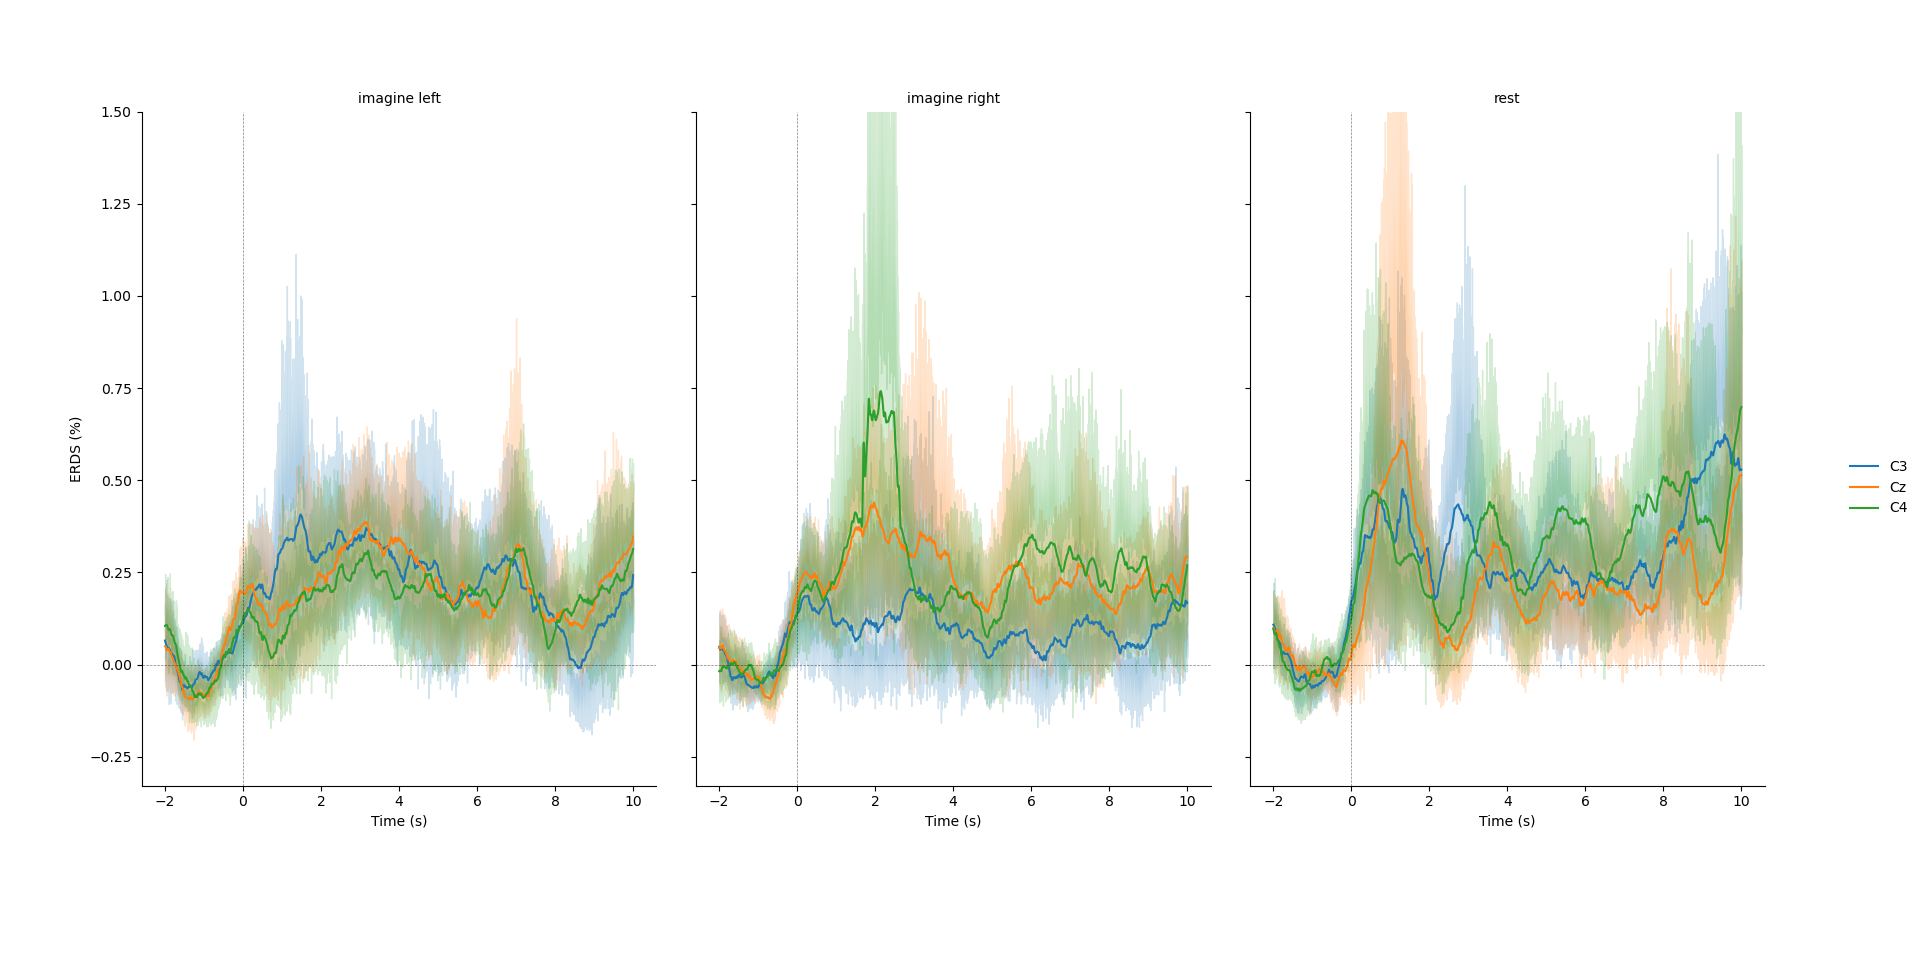 imagine left
imagine right
rest
1.50
1.25
1.00
0.75
0.50
0.25
0.00
−0.25
ERDS (%)
−2 0 2 4 6 8 10
−2 0 2 4 6 8 10
−2 0 2 4 6 8 10
Time (s)
Time (s)
Time (s)
C3
Cz
C4